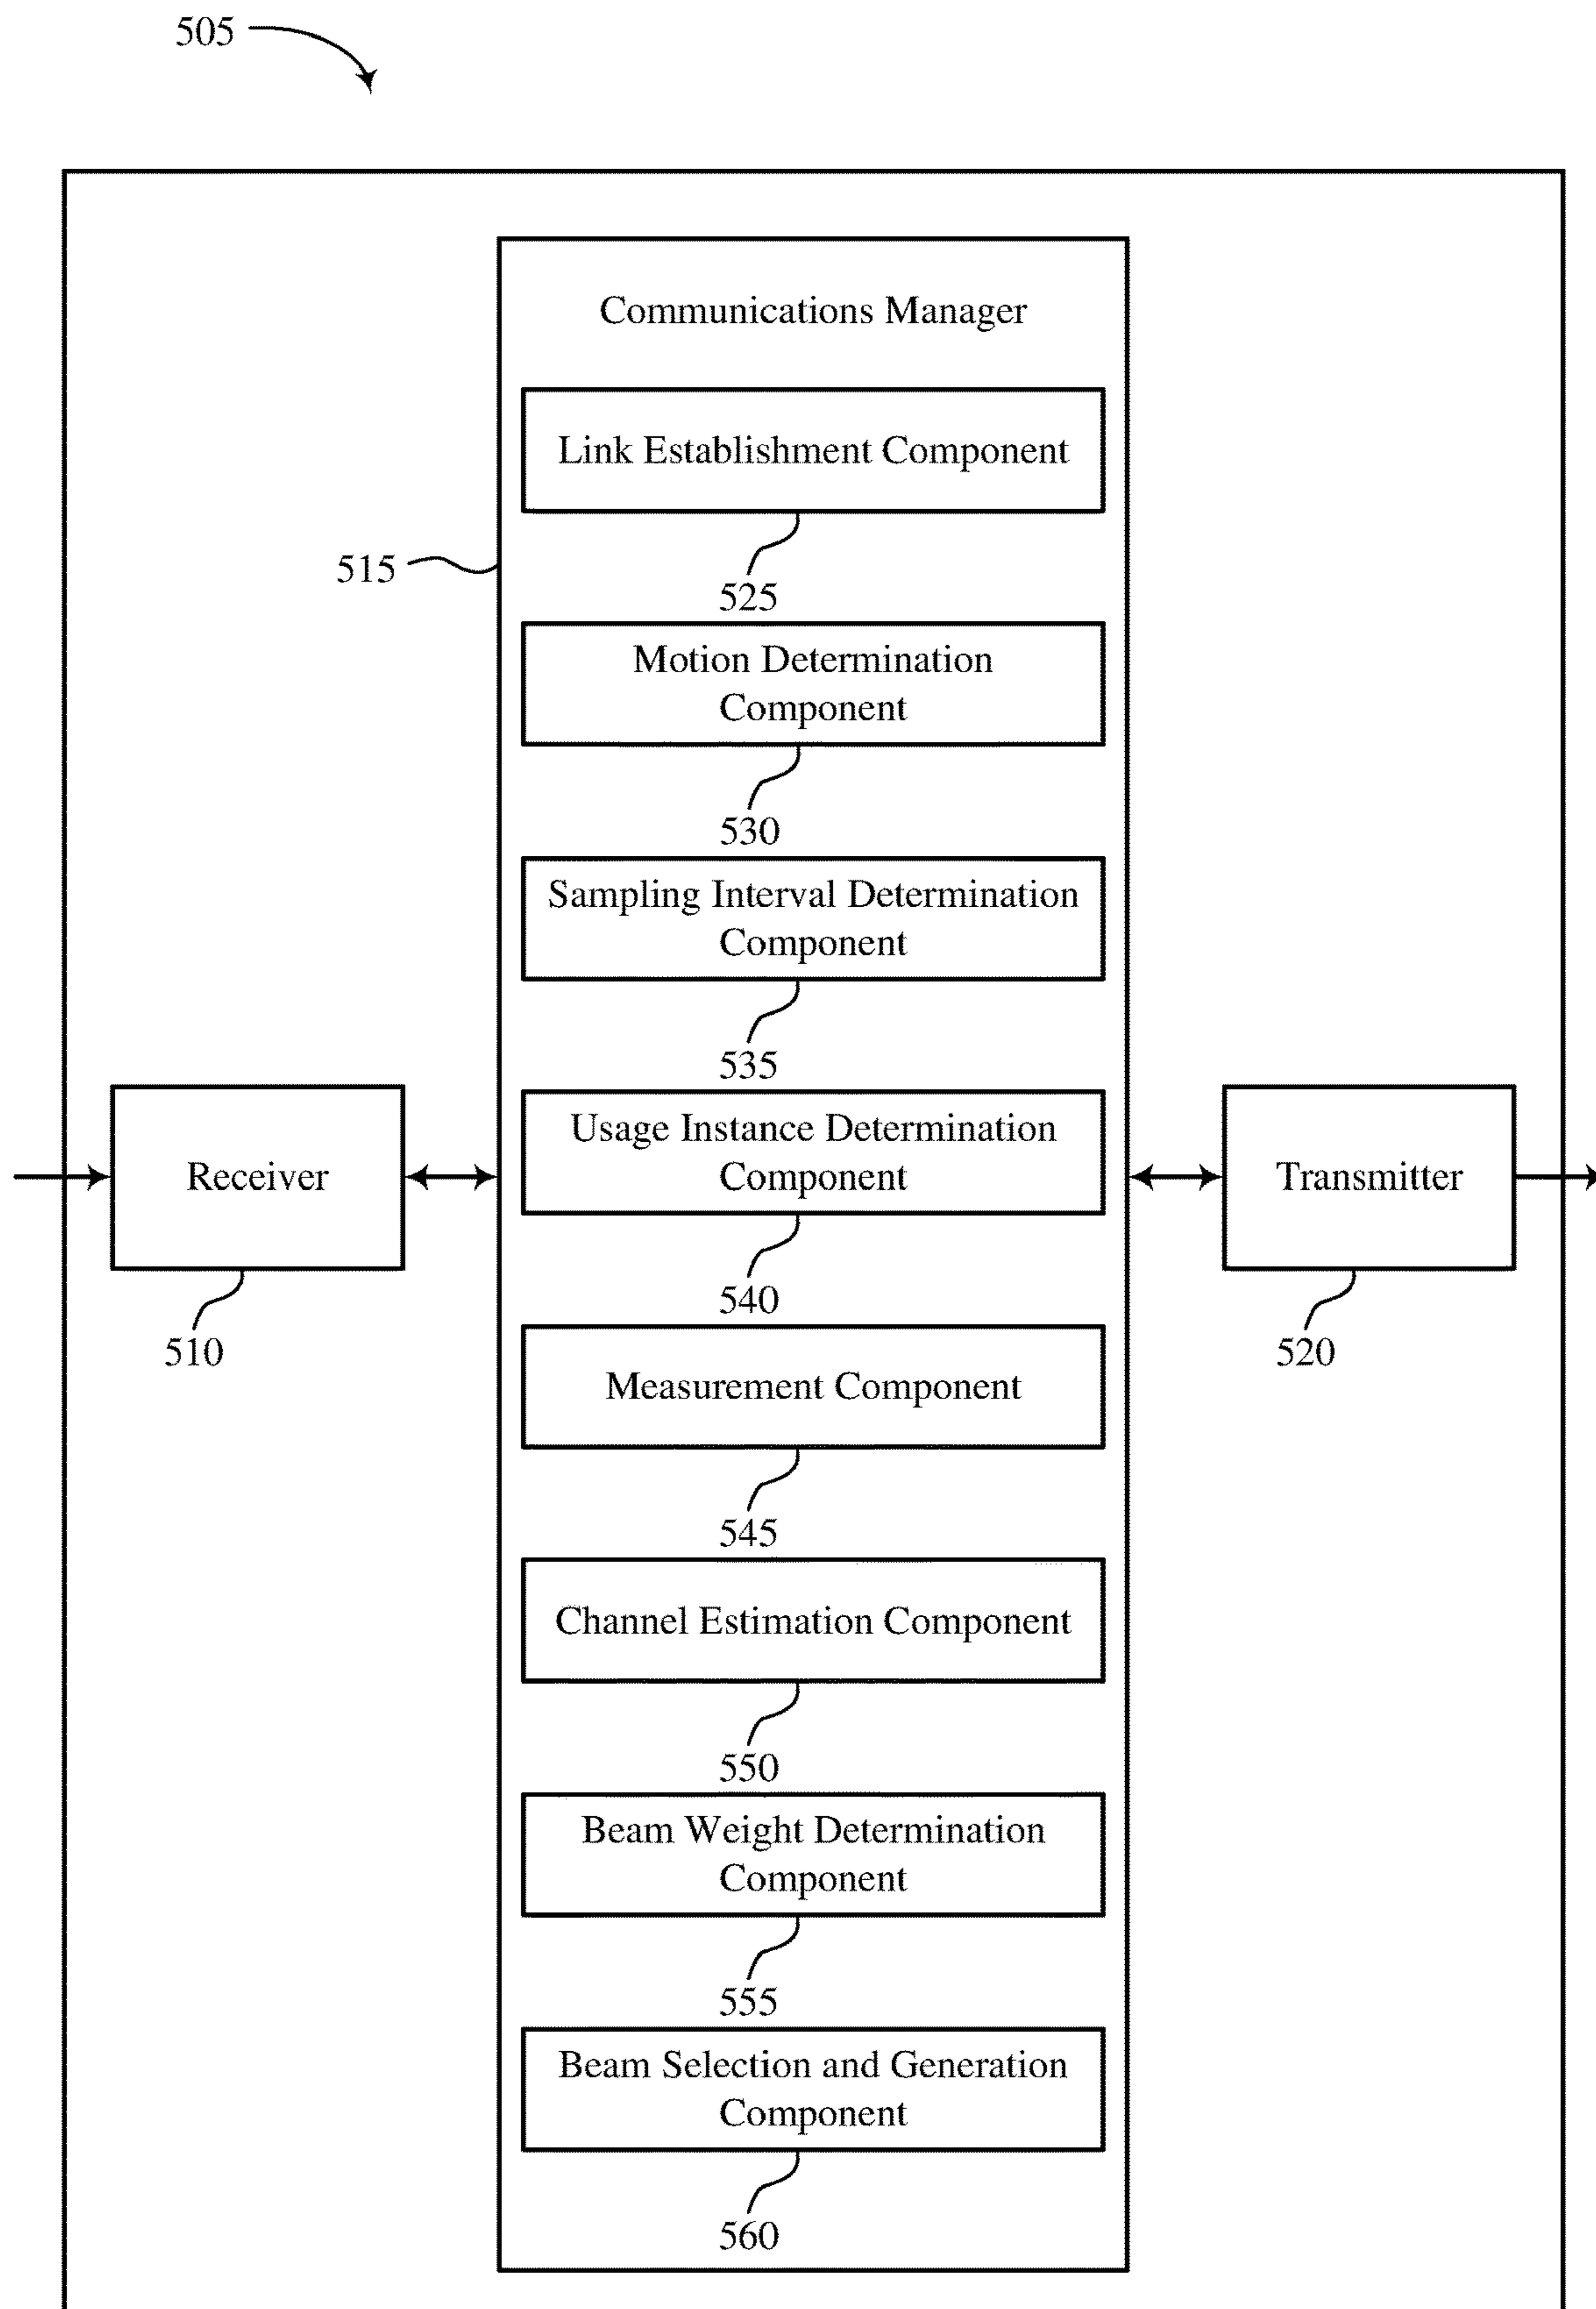 505
Communications Manager
Link Establishment Component
515
525
Motion Determination
Component
530
Sampling Interval Determination
Component
535
Usage Instance Determination
Component
Receiver
Transmitter
540
510
520
Measurement Component
545
Channel Estimation Component
550
Beam Weight Determination
Component
555
Beam Selection and Generation
Component
560